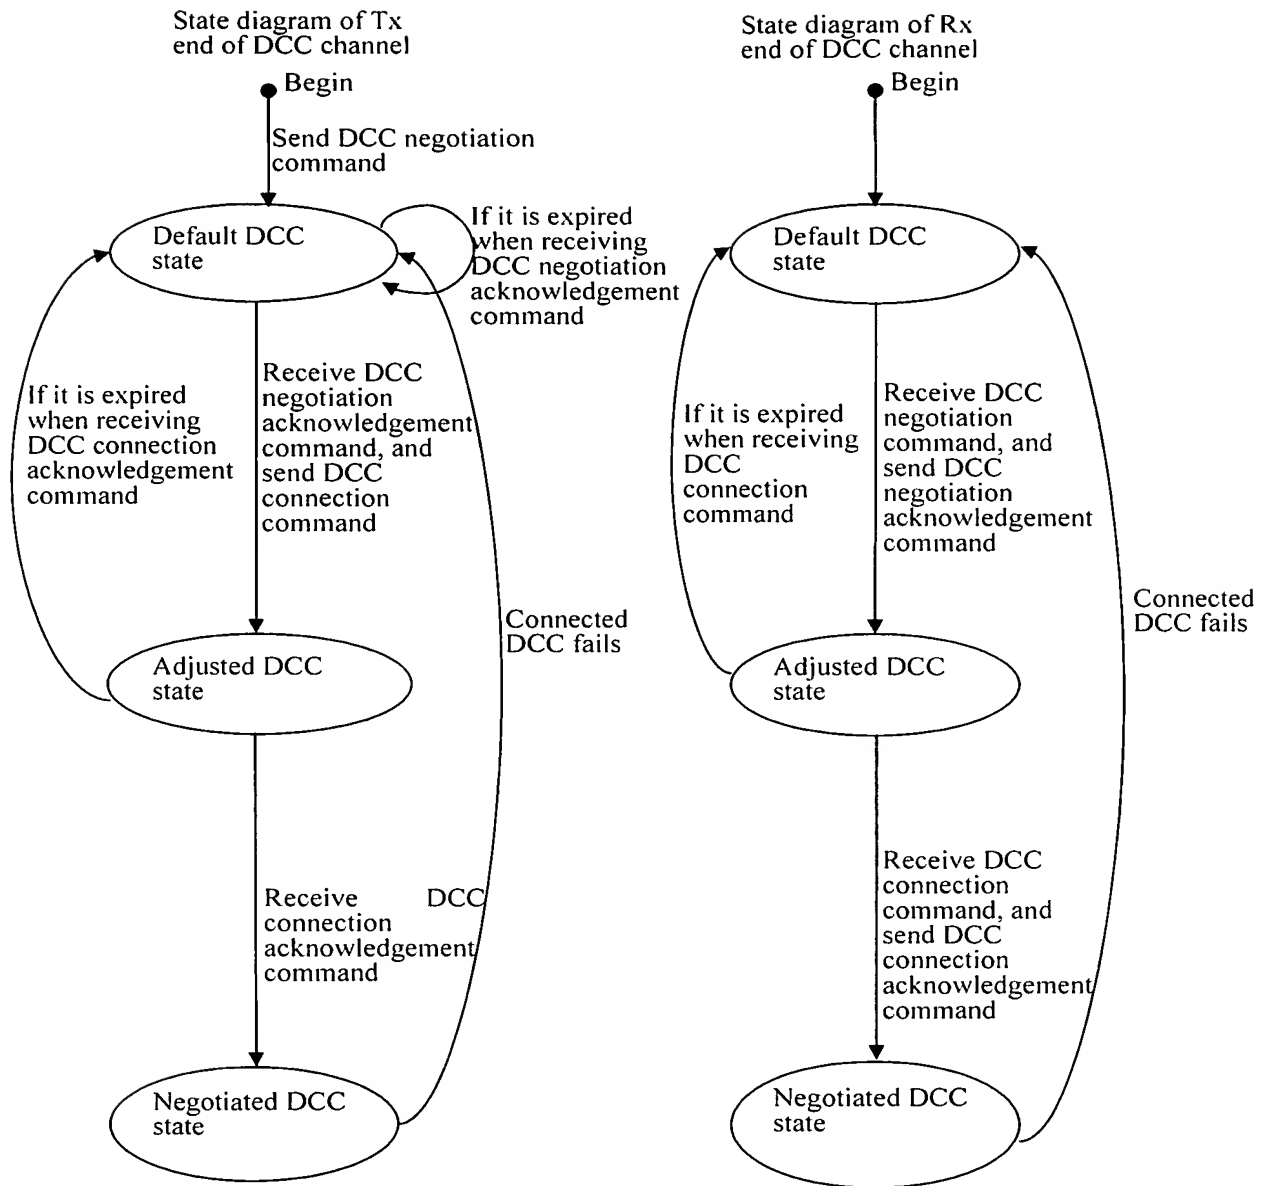 State diagram of Tx
end of DCC channel
Begin
Send DCC negotiation
command
Default DCC
state
If it is expired
when receiving
DCC negotiation
acknowledgement
command
If it is expired
when receiving
DCC connection
acknowledgement
command
Receive DCC
negotiation
acknowledgement
command, and
send DCC
connection
command
Connected
DCC fails
Adjusted DCC
state
Receive DCC
connection
acknowledgement
command
Negotiated DCC
state
State diagram of Rx
end of DCC channel
Begin
Default DCC
state
If it is expired
when receiving
DCC
connection
command
Receive DCC
negotiation
command, and
send DCC
negotiation
acknowledgement
command
Connected
DCC fails
Adjusted DCC
state
Receive DCC
connection
command, and
send DCC
connection
acknowledgement
command
Negotiated DCC
state